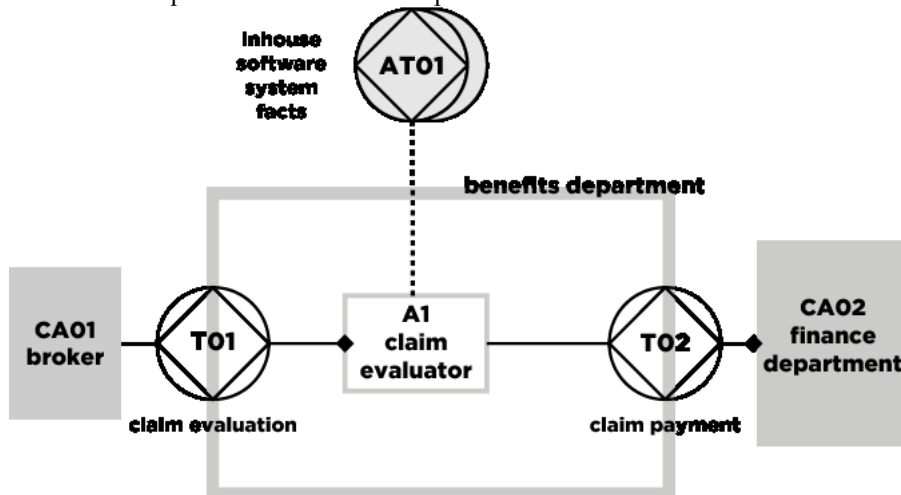 Inhouse
software
system
facts
AT01
benefits department
CA01
broker
T01
claim evaluation
A1
claim
evaluator
T02
claim payment
CA02
finance
department